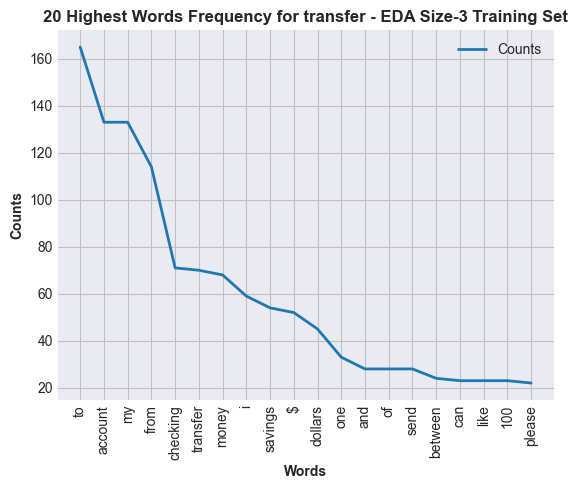 20 Highest Words Frequency for transfer - EDA Size-3 Training Set
Counts
160
140
120
100
80
60
40
20
Counts
to
account
my
from
checking
transfer
money
i
savings
$
dollars
one
and
of
send
between
can
like
100
please
Words